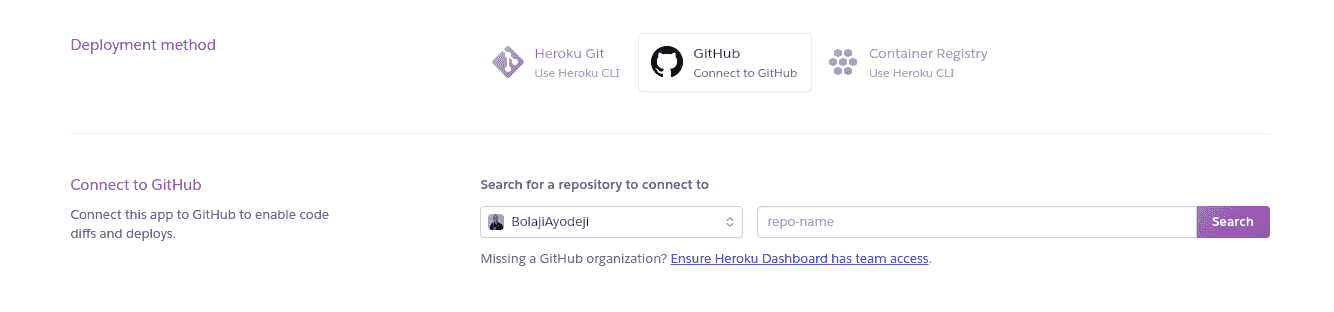 Deployment method
Heroku Git
Use Heroku CLI
GitHub
Connect to GitHub
Container Registry
Use Heroku CLI
Connect to GitHub
Connect this app to GitHub to enable code
diffs and deploys.
Search for a repository to connect to
BolajiAyodeji
repo-name
Search
Missing a GitHub organization? Ensure Heroku Dashboard has team access.